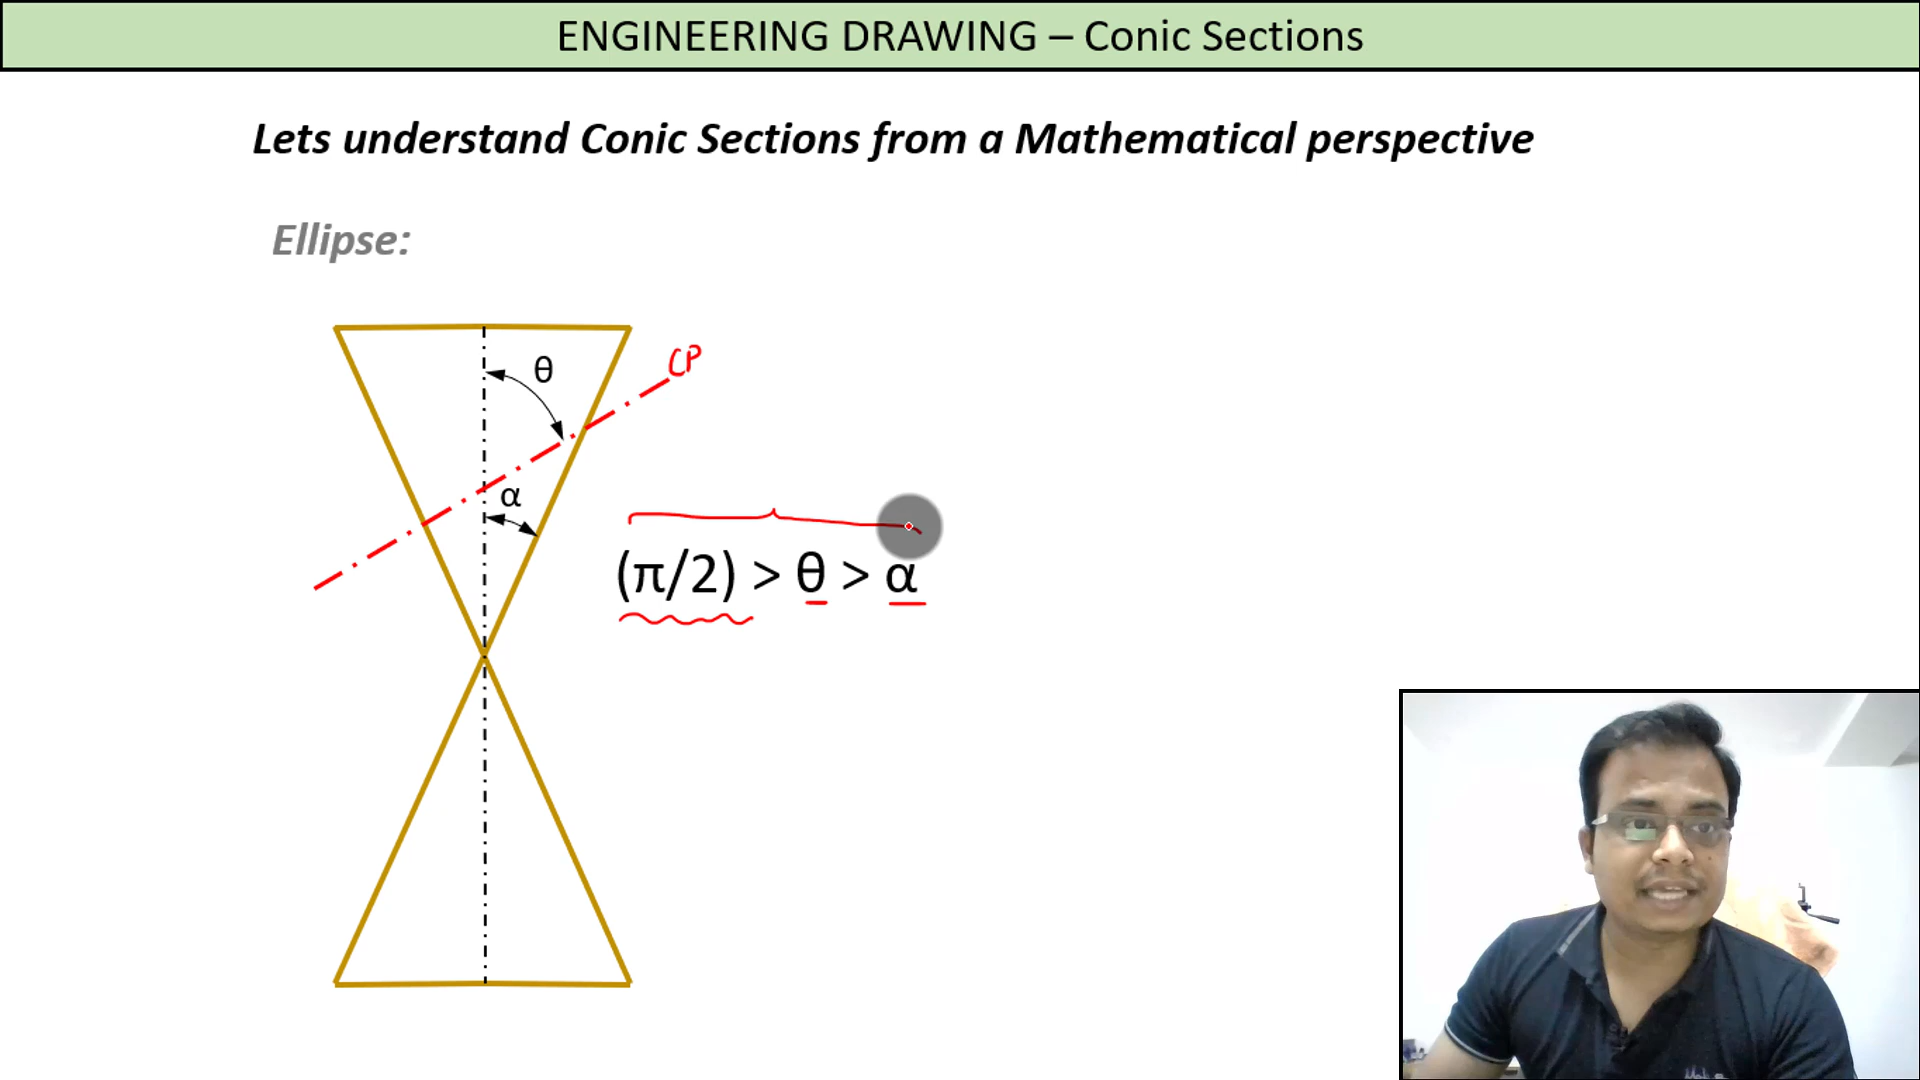 ENGINEERING DRAWING – Conic Sections
Lets understand Conic Sections from a Mathematical perspective
Ellipse:
CP
θ
α
(π/2) > θ > α